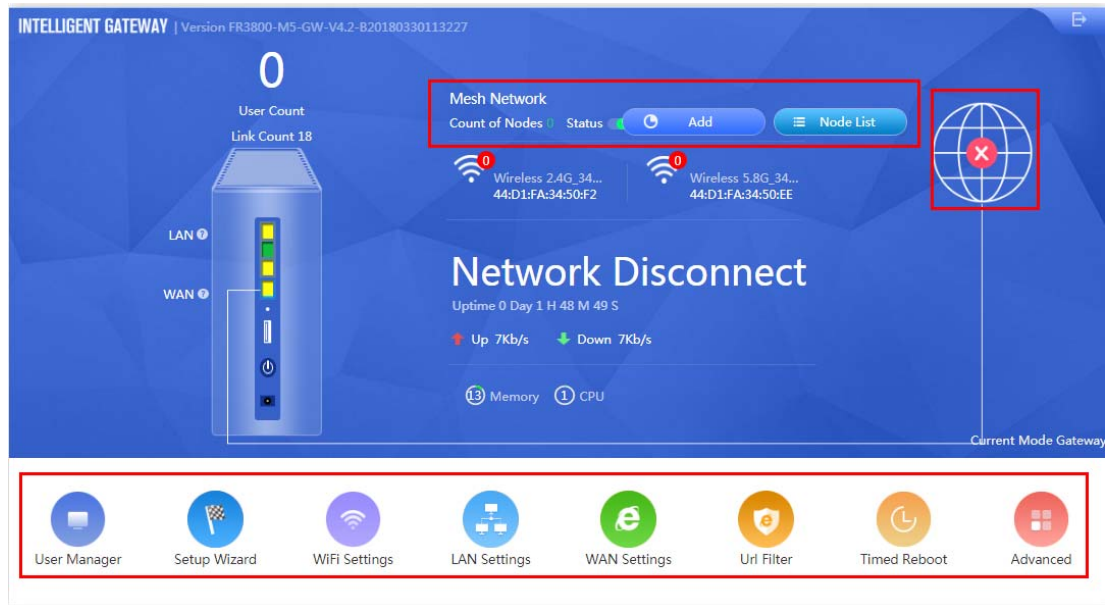 INTELLIGENT GATEWAY | Version FR3800-M5-GW-V4.2-B20180330113227
0
User Count
Link Count 18
LAN ?
WAN ?
Mesh Network
Count of Nodes 0 Status Add Node List
0 Wireless 2.4G_34...
44:D1:FA:34:50:F2
0 Wireless 5.8G_34...
44:D1:FA:34:50:EE
Network Disconnect
Uptime 0 Day 1 H 48 M 49 S
Up 7Kb/s Down 7Kb/s
13 Memory 1 CPU
Current Mode Gateway
User Manager Setup Wizard WiFi Settings LAN Settings WAN Settings Url Filter Timed Reboot Advanced